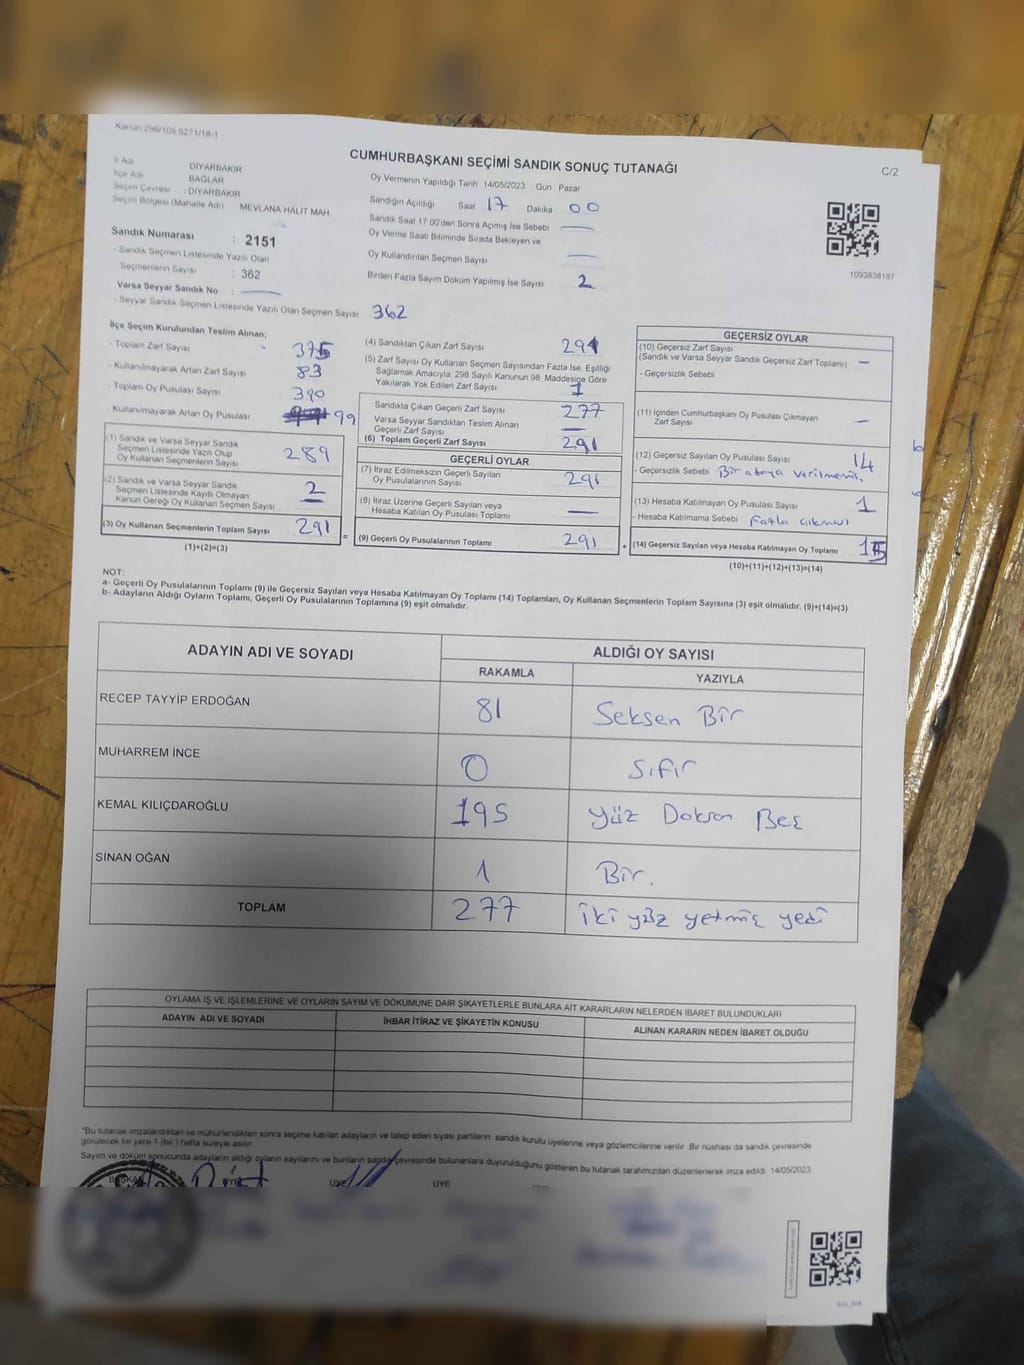 Kanun 298/105,6271/18-1
CUMHURBAŞKANI SEÇİMİ SANDIK SONUÇ TUTANAĞI
C/2
İl Adı DİYARBAKIR
İlçe Adı BAĞLAR
Seçim Çevresi : DİYARBAKIR
Seçim Bölgesi (Mahalle Adı) MEVLANA HALİT MAH.
Oy Vermenin Yapıldığı Tarih 14/05/2023 Gün : Pazar
Sandığın Açıldığı Saat 17 Dakika 00
Sandık Saat 17:00'den Sonra Açımış İse Sebebi —
Oy Verme Saati Bitiminde Sırada Bekleyen ve
Oy Kullandırılan Seçmen Sayısı —
Birden Fazla Sayım Döküm Yapılmış İse Sayısı 2
1093838187
Sandık Numarası : 2151
- Sandık Seçmen Listesinde Yazılı Olan
Seçmenlerin Sayısı : 362
Varsa Seyyar Sandık No : —
- Seyyar Sandık Seçmen Listesinde Yazılı Olan Seçmen Sayısı 362
İlçe Seçim Kurulundan Teslim Alınan;
- Toplam Zarf Sayısı 375
- Kullanılmayarak Artan Zarf Sayısı 83
- Toplam Oy Pusulası Sayısı 390
- Kullanılmayarak Artan Oy Pusulası 99
(1) Sandık ve Varsa Seyyar Sandık
Seçmen Listesinde Yazılı Olup
Oy Kullanan Seçmenlerin Sayısı 289
(2) Sandık ve Varsa Seyyar Sandık
Seçmen Listesinde Kayıtlı Olmayan
Kanun Gereği Oy Kullanan Seçmen Sayısı 2
(3) Oy Kullanan Seçmenlerin Toplam Sayısı 291
(1)+(2)=(3)
(4) Sandıktan Çıkan Zarf Sayısı 291
(5) Zarf Sayısı Oy Kullanan Seçmen Sayısından Fazla İse, Eşitliği
Sağlamak Amacıyla, 298 Sayılı Kanunun 98. Maddesine Göre
Yakılarak Yok Edilen Zarf Sayısı 1
Sandıkta Çıkan Geçerli Zarf Sayısı 277
Varsa Seyyar Sandıktan Teslim Alınan
Geçerli Zarf Sayısı —
(6) Toplam Geçerli Zarf Sayısı 291
GEÇERLİ OYLAR
(7) İtiraz Edilmeksizin Geçerli Sayılan
Oy Pusulalarının Sayısı 291
(8) İtiraz Üzerine Geçerli Sayılan veya
Hesaba Katılan Oy Pusulası Toplamı —
= (9) Geçerli Oy Pusulalarının Toplamı 291 +
GEÇERSİZ OYLAR
(10) Geçersiz Zarf Sayısı
(Sandık ve Varsa Seyyar Sandık Geçersiz Zarf Toplamı) —
- Geçersizlik Sebebi
(11) İçinden Cumhurbaşkanı Oy Pusulası Çıkmayan
Zarf Sayısı —
(12) Geçersiz Sayılan Oy Pusulası Sayısı 14
- Geçersizlik Sebebi
(13) Hesaba Katılmayan Oy Pusulası Sayısı 1
- Hesaba Katılmama Sebebi Fazla çıkması
(14) Geçersiz Sayılan veya Hesaba Katılmayan Oy Toplamı 15
(10)+(11)+(12)+(13)=(14)
NOT:
a- Geçerli Oy Pusulalarının Toplamı (9) ile Geçersiz Sayılan veya Hesaba Katılmayan Oy Toplamı (14) Toplamları, Oy Kullanan Seçmenlerin Toplam Sayısına (3) eşit olmalıdır. (9)+(14)=(3)
b- Adayların Aldığı Oyların Toplamı, Geçerli Oy Pusulalarının Toplamına (9) eşit olmalıdır.
ADAYIN ADI VE SOYADI
ALDIĞI OY SAYISI
RAKAMLA YAZIYLA
RECEP TAYYİP ERDOĞAN 81 Seksen Bir
MUHARREM İNCE 0 Sıfır
KEMAL KILIÇDAROĞLU 195 Yüz Doksan Beş
SİNAN OĞAN 1 Bir.
TOPLAM 277 iki yüz yetmiş yedi
OYLAMA İŞ VE İŞLEMLERİNE VE OYLARIN SAYIM VE DÖKÜMÜNE DAİR ŞİKAYETLERLE BUNLARA AİT KARARLARIN NELERDEN İBARET BULUNDUKLARI
ADAYIN ADI VE SOYADI İHBAR İTİRAZ VE ŞİKAYETİN KONUSU ALINAN KARARIN NEDEN İBARET OLDUĞU
*Bu tutanak imzalandıktan ve mühürlendikten sonra seçime katılan adayların ve talep eden siyasi partilerin sandık kurulu üyelerine veya gözlemcilerine verilir. Bir nüshası da sandık çevresinde
görülecek bir yere 1 (bir) hafta süreyle asılır.
Sayım ve döküm sonucunda adayların aldığı oyların sayılarını ve bunların sandık çevresinde bulunanlara duyurulduğunu gösteren bu tutanak tarafımızdan düzenlenerek imza edildi. 14/05/2023
BAŞKAN ÜYE ÜYE ÜYE